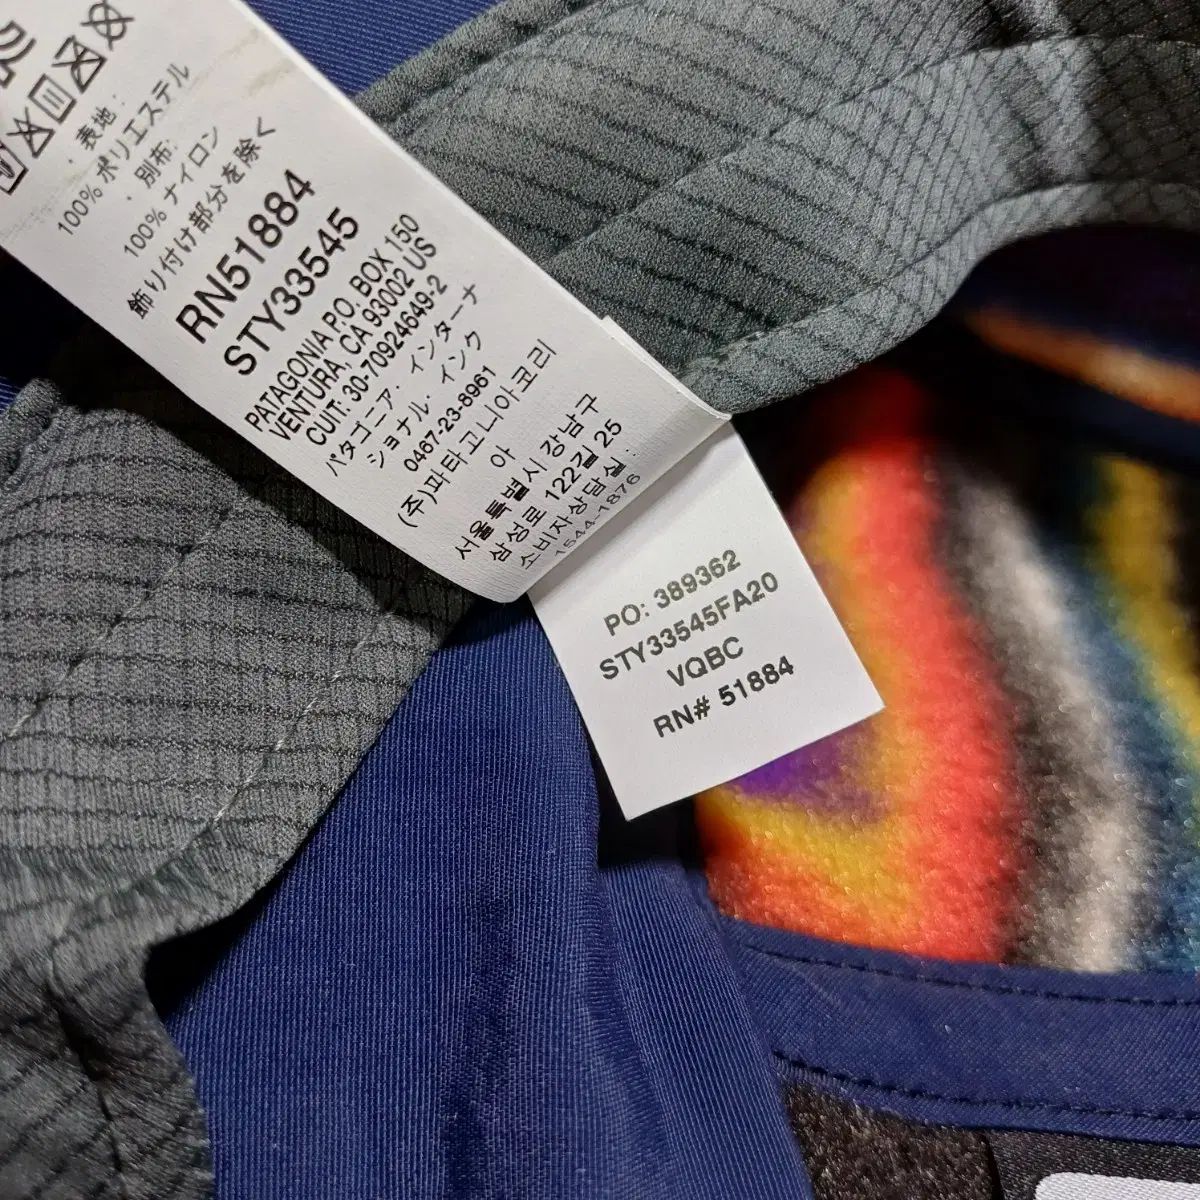 ・表地:
100% ポリエステル
・別布:
100% ナイロン
飾り付け部分を除く
RN51884
STY33545
PATAGONIA P.O. BOX 150
VENTURA, CA 93002 US
CUIT: 30-70924649-2
パタゴニア・インターナ
ショナル・インク
0467-23-8961
(주)파타고니아코리
아
서울특별시 강남구
삼성로 122길 25
소비자상담실:
1544-1876
PO: 389362
STY33545FA20
VQBC
RN# 51884